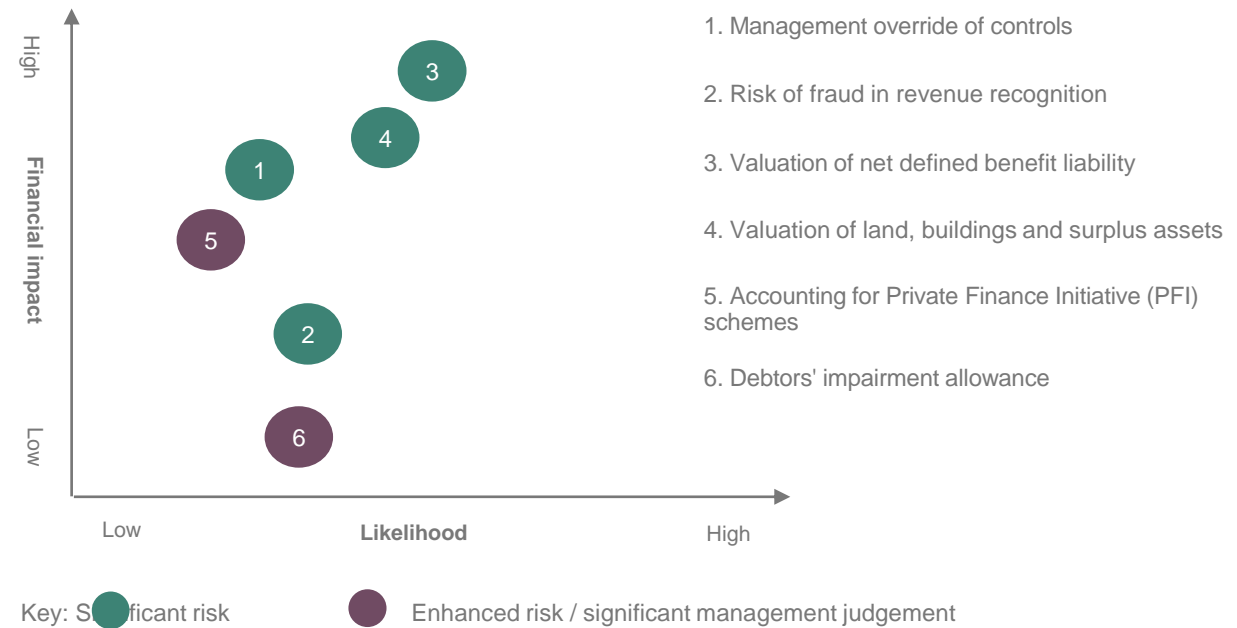 High
Financial impact
Low
3
4
1
5
2
6
Low
Likelihood
High
1. Management override of controls
2. Risk of fraud in revenue recognition
3. Valuation of net defined benefit liability
4. Valuation of land, buildings and surplus assets
5. Accounting for Private Finance Initiative (PFI)
schemes
6. Debtors' impairment allowance
Key: risk
Enhanced risk / significant management judgement